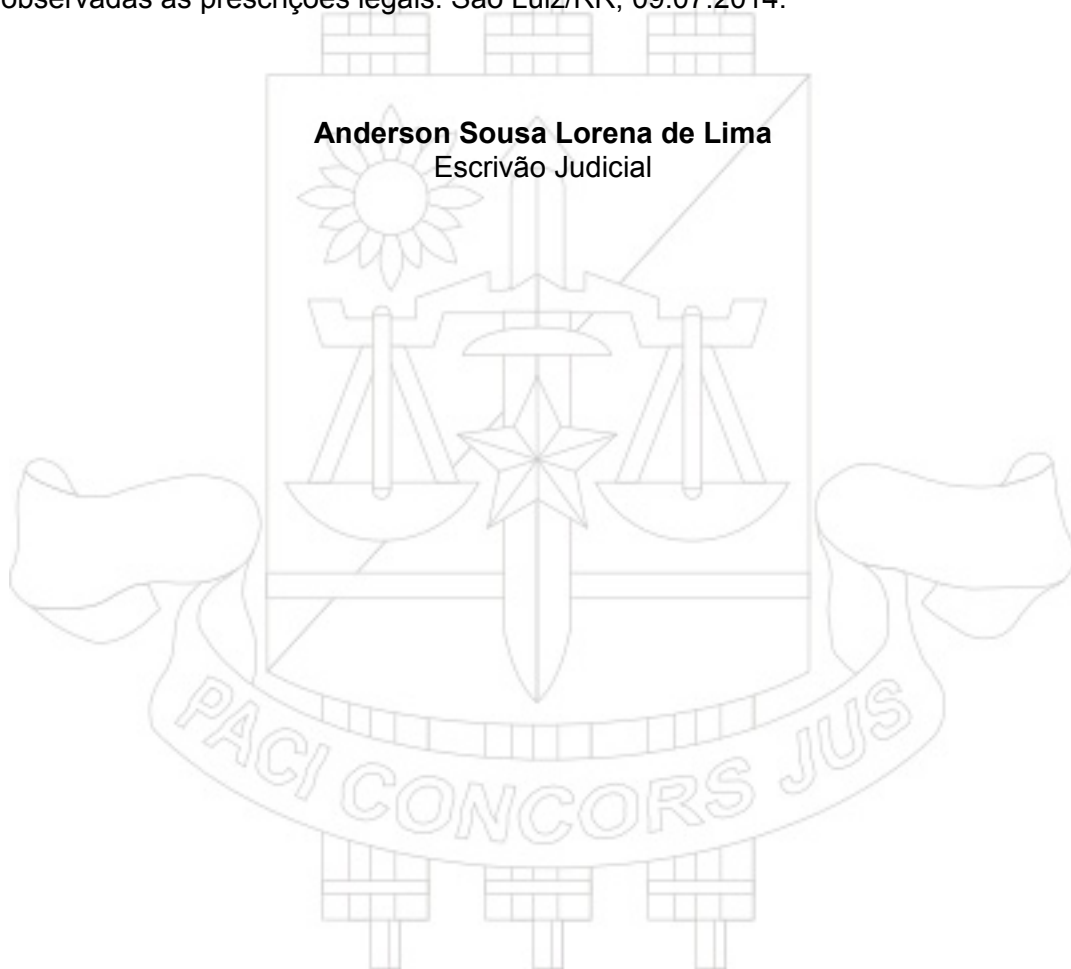 observadas as prescrições legais. São Luiz/RR, 09.07.2014.
Anderson Sousa Lorena de Lima
Escrivão Judicial
PACI CONCORS JUS